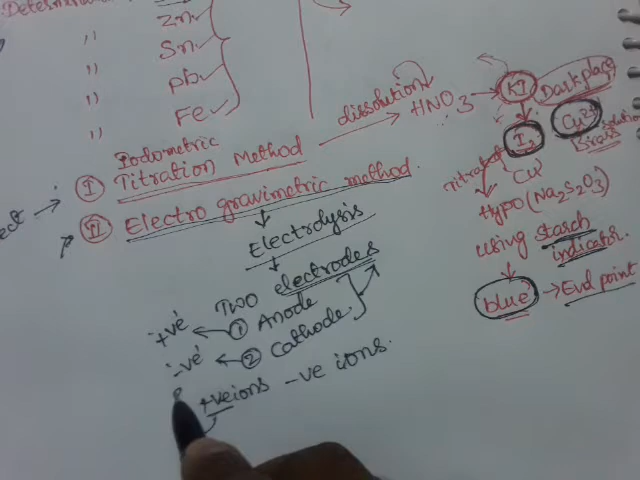 Zn
" Sn
" Pb
" Fe
"
Iodometric
I Titration Method
dissolution
HNO3
KI
Dark place
I2
Cu2+
Cu
Titrated
Hypo (Na2S2O3)
using starch
indicator.
blue → End point
II Electro gravimetric method.
Electrolysis
Two electrodes
+ve ← 1 Anode
-ve ← 2 Cathode
+ve ions -ve ions.